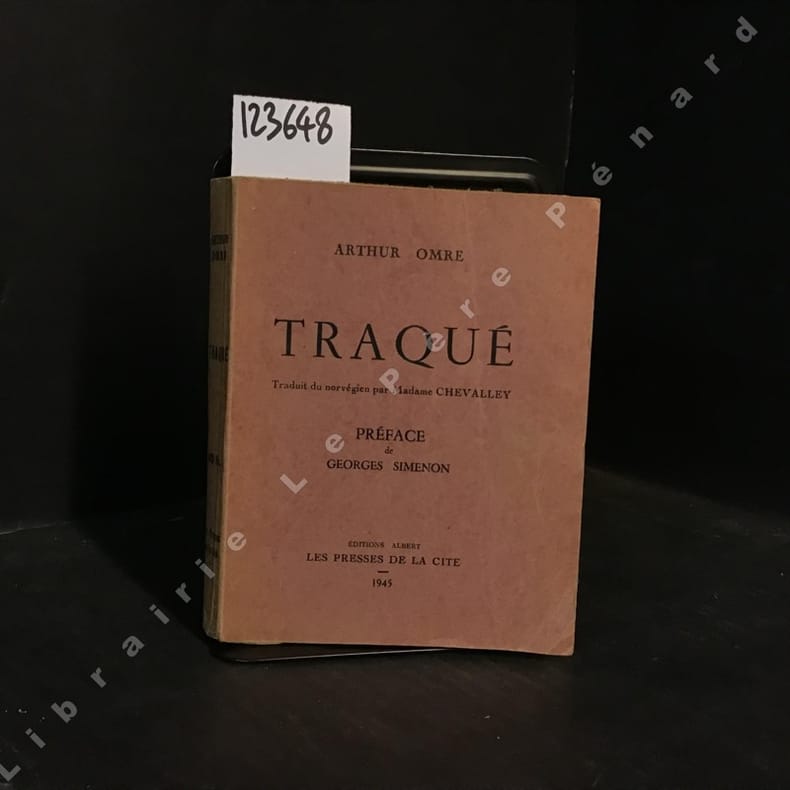 123648
ARTHUR OMRE
TRAQUÉ
Traduit du norvégien par Madame CHEVALLEY
PRÉFACE
de
GEORGES SIMENON
ÉDITIONS ALBERT
LES PRESSES DE LA CITE
1945
Librairie Le Père Pénard